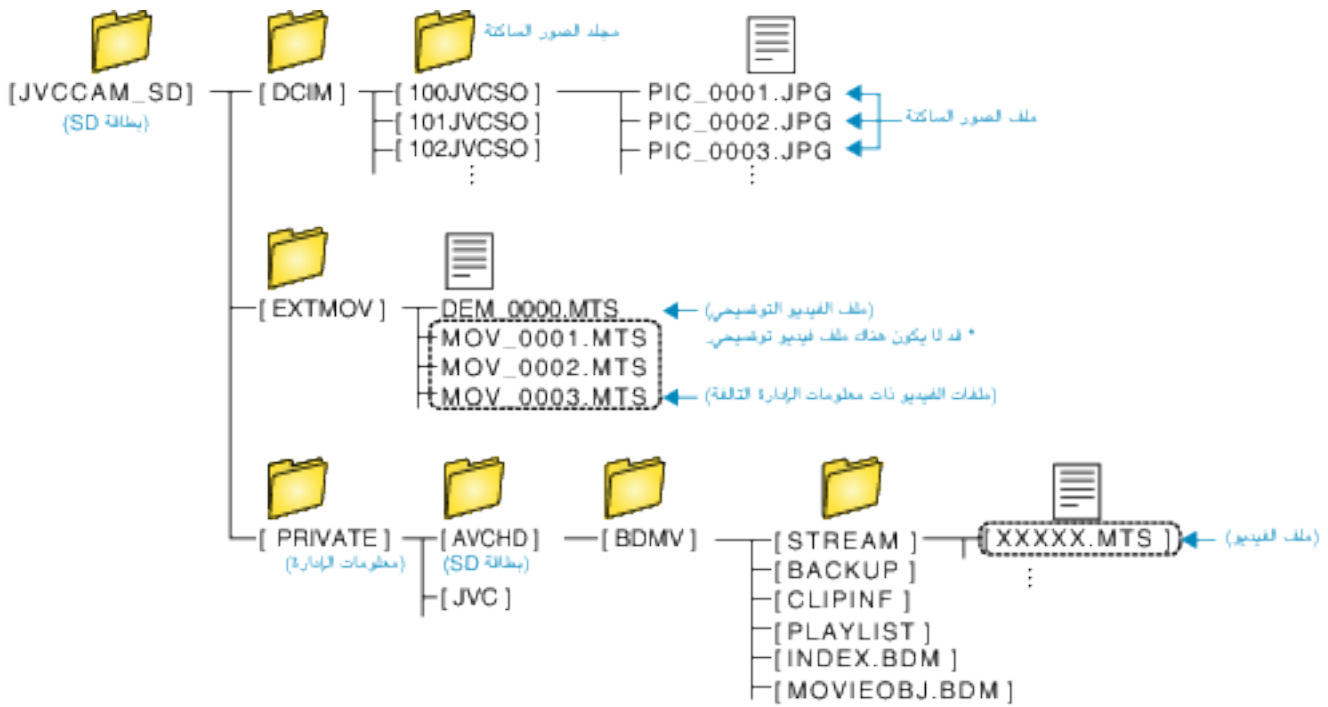 مجلد الصور الساكتة
[JVCCAM_SD] [DCIM] [100JVCSO] PIC_0001.JPG
(بطاقة SD) [101JVCSO] PIC_0002.JPG ملف الصور الساكتة
[102JVCSO] PIC_0003.JPG
[EXTMOV] DEM_0000.MTS (ملف الفيديو التوضيحي)
MOV_0001.MTS * قد لا يكون هناك ملف فيديو توضيحي.
MOV_0002.MTS
MOV_0003.MTS (ملفات الفيديو ذات معلومات الإدارة التالفة)
[PRIVATE] [AVCHD] [BDMV] [STREAM] [XXXXX.MTS] (ملف الفيديو)
(معلومات الإدارة) (بطاقة SD) [BACKUP]
[JVC] [CLIPINF]
[PLAYLIST]
[INDEX.BDM]
[MOVIEOBJ.BDM]